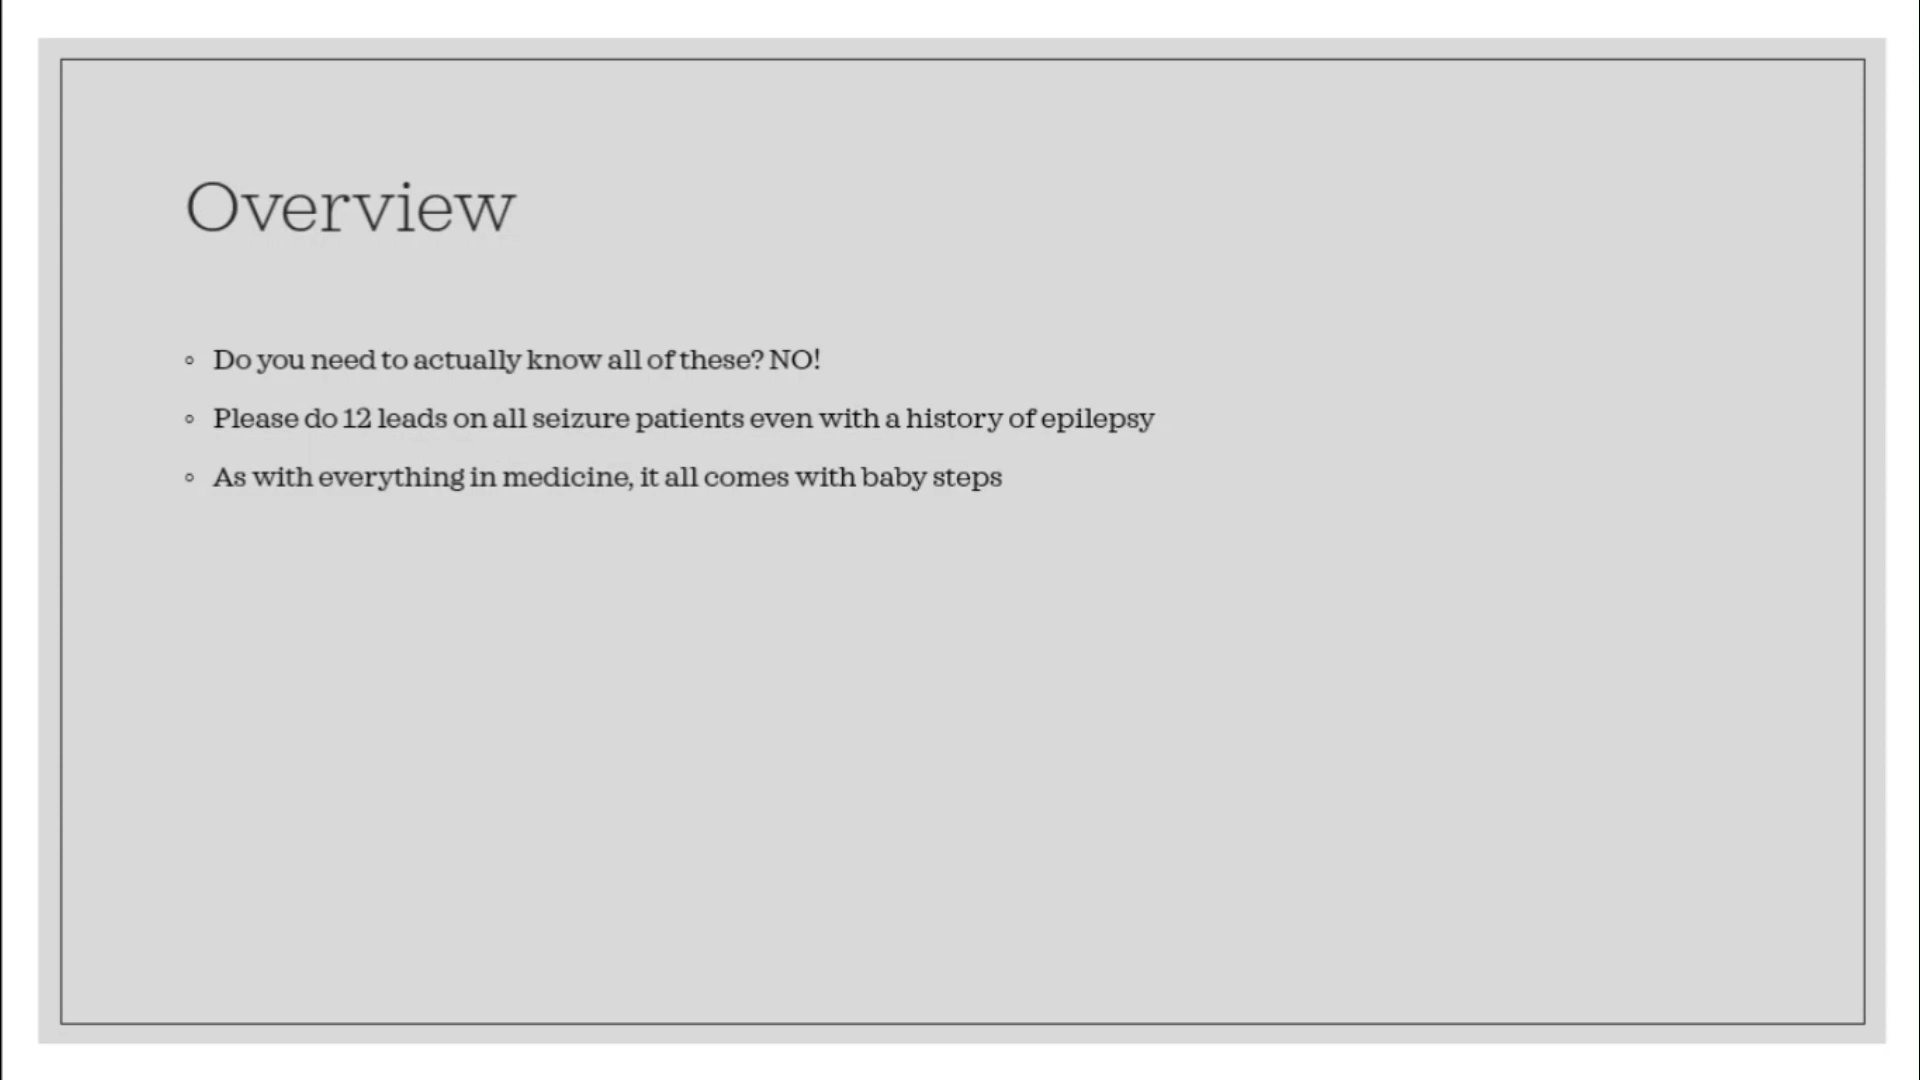 Overview
◦ Do you need to actually know all of these? NO!
◦ Please do 12 leads on all seizure patients even with a history of epilepsy
◦ As with everything in medicine, it all comes with baby steps